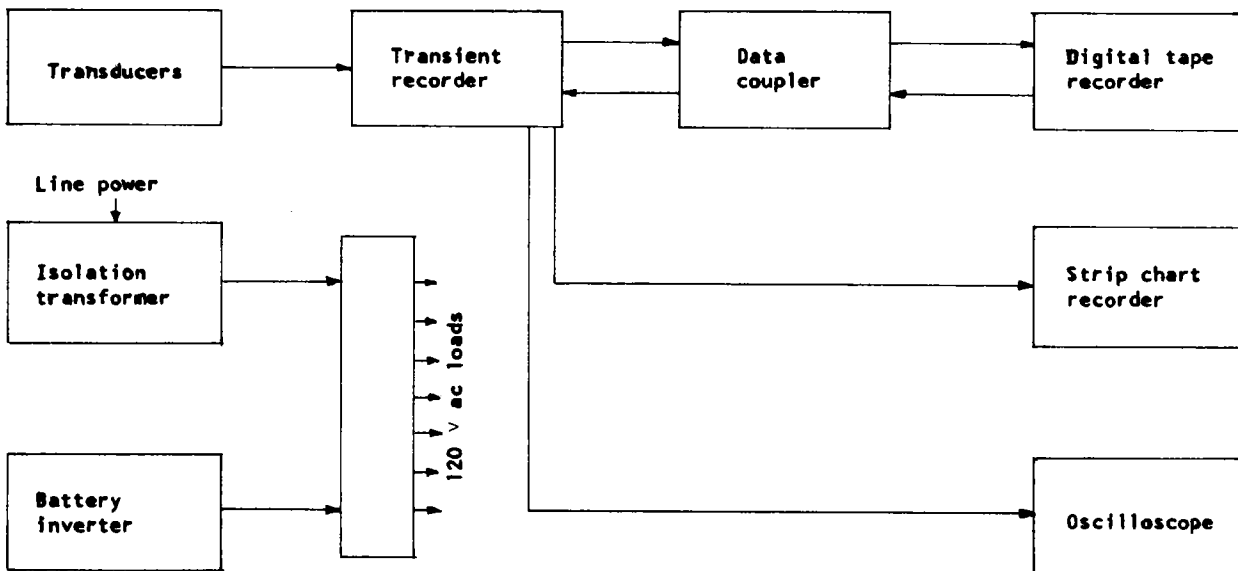 Transducers
Transient
recorder
Data
coupler
Digital tape
recorder
Line power
Isolation
transformer
120 v ac loads
Strip chart
recorder
Battery
inverter
Oscilloscope